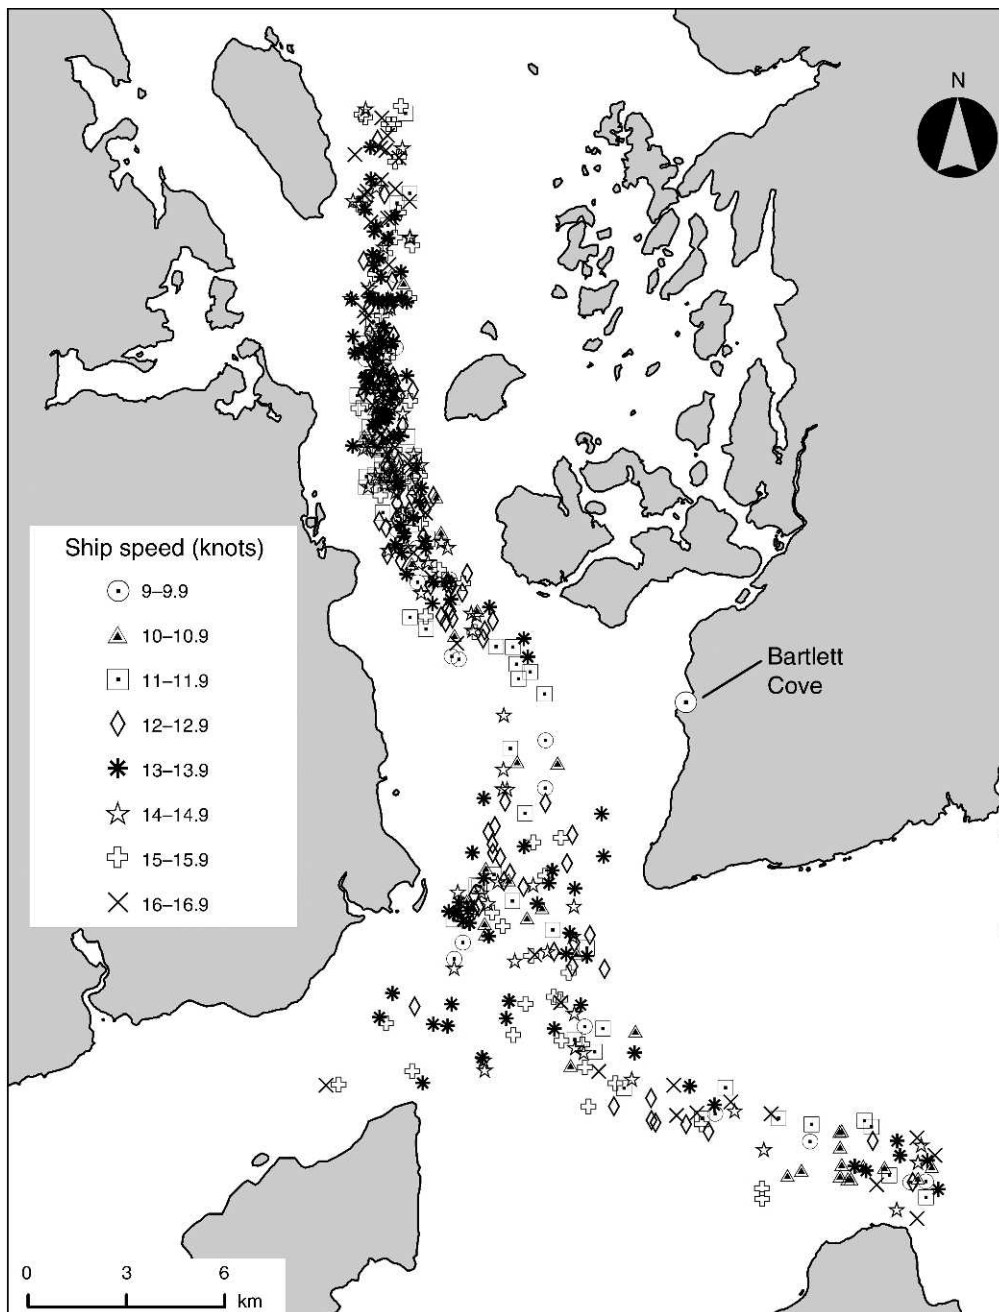 N
Ship speed (knots)
9–9.9
10–10.9
11–11.9
12–12.9
13–13.9
14–14.9
15–15.9
16–16.9
Bartlett
Cove
0 3 6
km